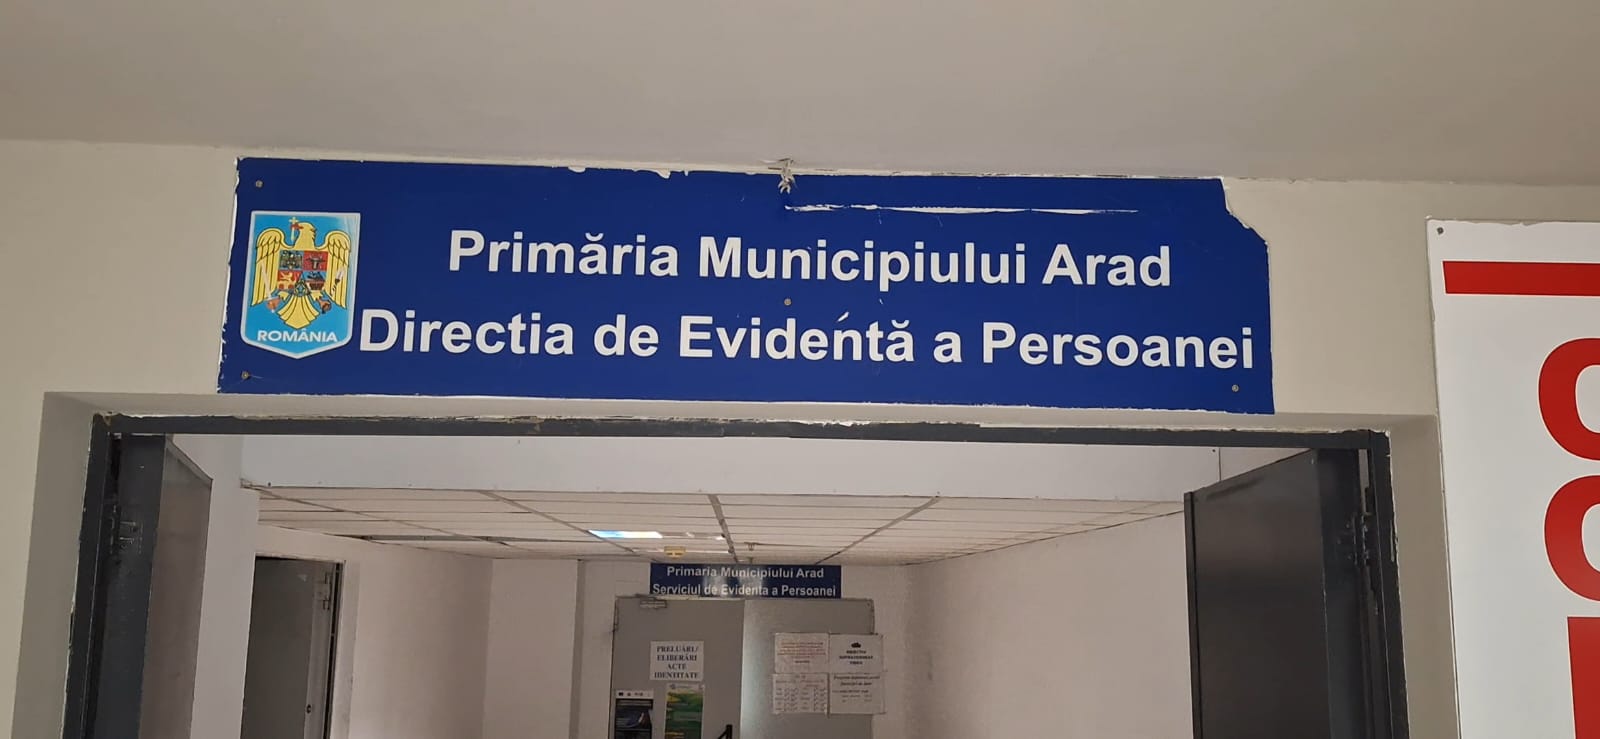 Primăria Municipiului Arad
Directia de Evidentă a Persoanei
ROMÂNIA
Primaria Municipiului Arad
Serviciul de Evidenta a Persoanei
PRELUĂRI/
ELIBERĂRI
ACTE
IDENTITATE